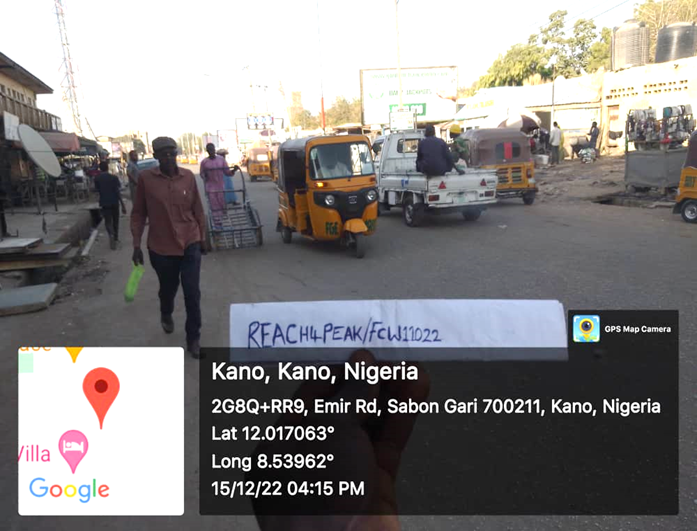 REACH4PEAK/FCW11022
GPS Map Camera
Kano, Kano, Nigeria
2G8Q+RR9, Emir Rd, Sabon Gari 700211, Kano, Nigeria
Lat 12.017063°
Long 8.53962°
15/12/22 04:15 PM
Villa
Google